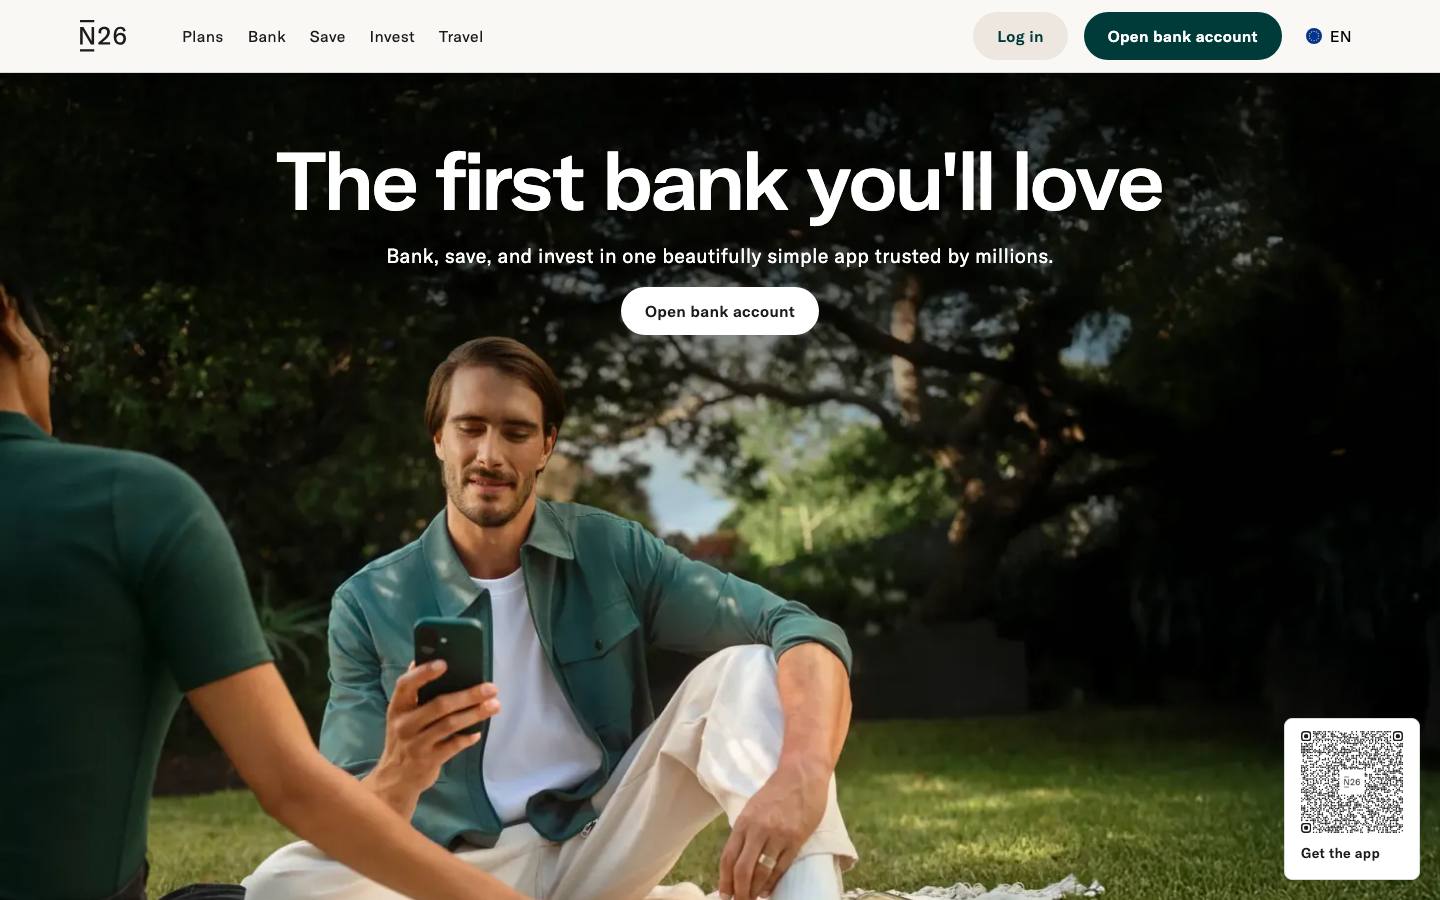 N26
Plans
Bank
Save
Invest
Travel
Log in
Open bank account
EN
The first bank you'll love
Bank, save, and invest in one beautifully simple app trusted by millions.
Open bank account
N26
Get the app